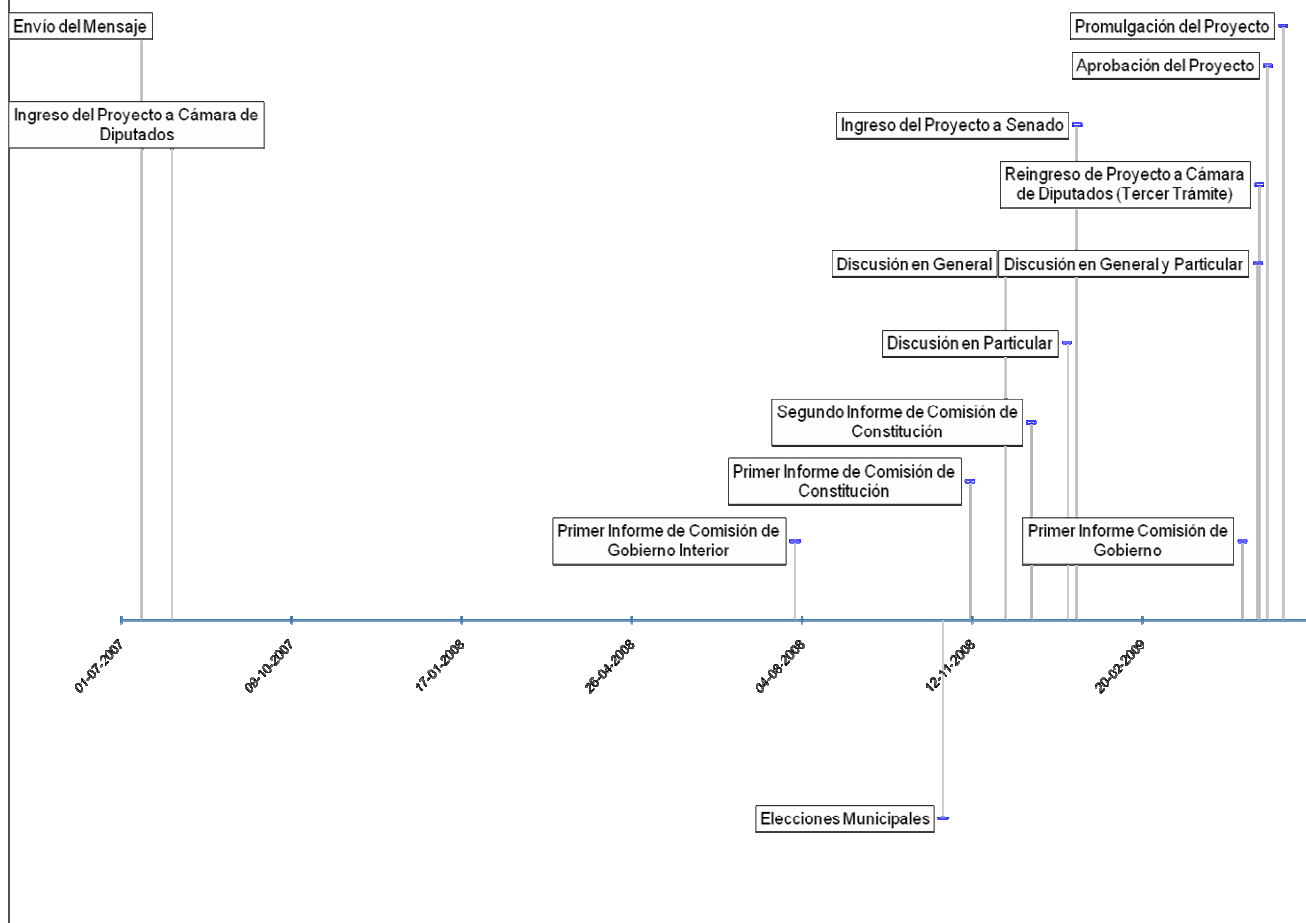 Envío del Mensaje
Promulgación del Proyecto
Aprobación del Proyecto
Ingreso del Proyecto a Cámara de
Diputados
Ingreso del Proyecto a Senado
Reingreso de Proyecto a Cámara
de Diputados (Tercer Trámite)
Discusión en General
Discusión en General y Particular
Discusión en Particular
Segundo Informe de Comisión de
Constitución
Primer Informe de Comisión de
Constitución
Primer Informe de Comisión de
Gobierno Interior
Primer Informe Comisión de
Gobierno
01-07-2007
09-10-2007
17-01-2008
26-04-2008
04-08-2008
12-11-2008
20-02-2009
Elecciones Municipales